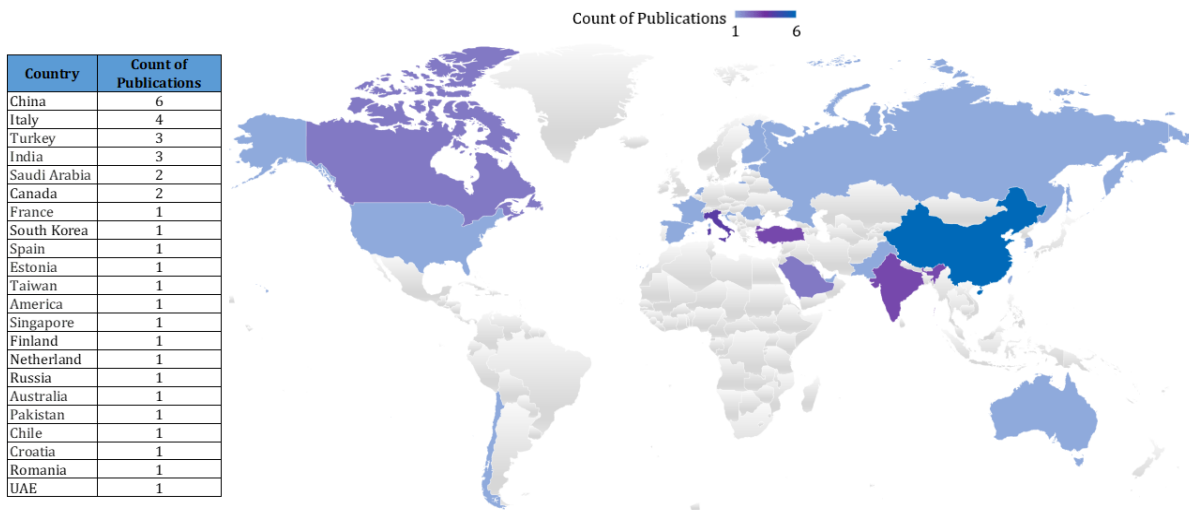 Count of Publications
1 6
Country Count of Publications
China 6
Italy 4
Turkey 3
India 3
Saudi Arabia 2
Canada 2
France 1
South Korea 1
Spain 1
Estonia 1
Taiwan 1
America 1
Singapore 1
Finland 1
Netherland 1
Russia 1
Australia 1
Pakistan 1
Chile 1
Croatia 1
Romania 1
UAE 1